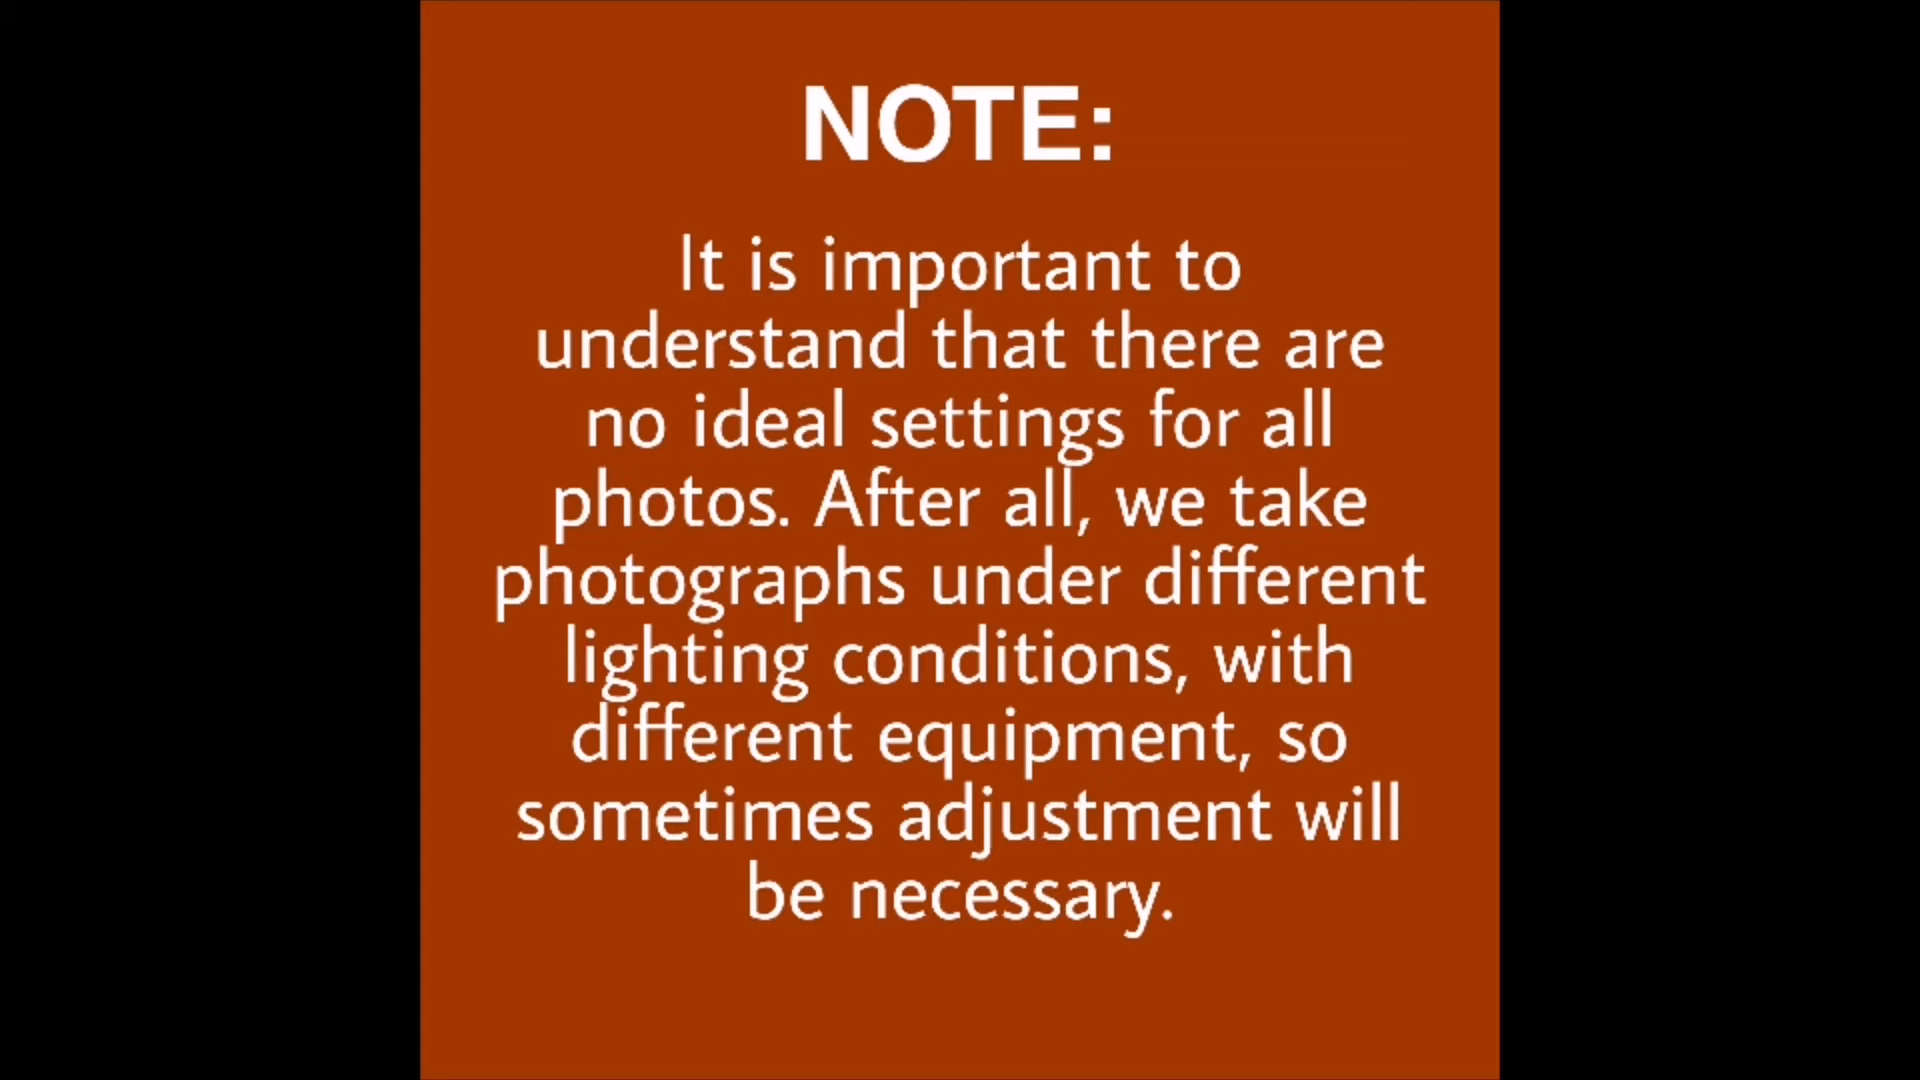 NOTE:
It is important to
understand that there are
no ideal settings for all
photos. After all, we take
photographs under different
lighting conditions, with
different equipment, so
sometimes adjustment will
be necessary.